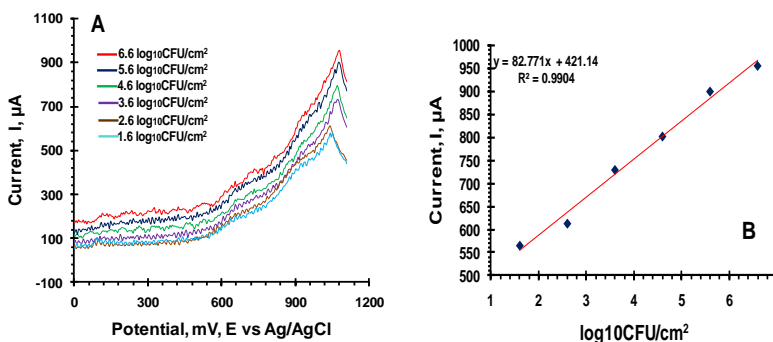 A
1100
900
700
500
300
100
-100
6.6 log10CFU/cm²
5.6 log10CFU/cm²
4.6 log10CFU/cm²
3.6 log10CFU/cm²
2.6 log10CFU/cm²
1.6 log10CFU/cm²
Current, I, µA
0 300 600 900 1200
Potential, mV, E vs Ag/AgCl
1000
950
900
850
800
750
700
650
600
550
500
y = 82.771x + 421.14
R² = 0.9904
Current, I, µA
B
1 2 3 4 5 6
log10CFU/cm²